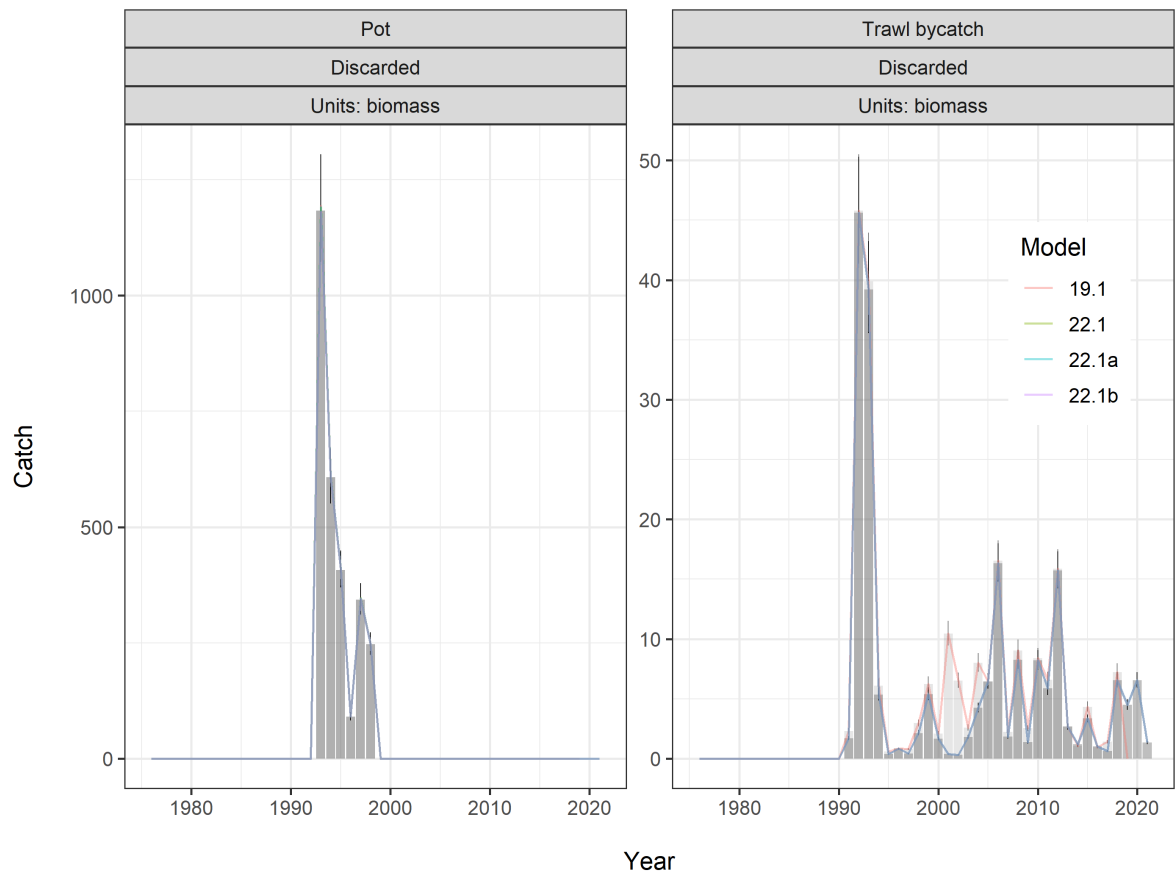 Pot
Discarded
Units: biomass
Trawl bycatch
Discarded
Units: biomass
Catch
1000
500
0
1980
1990
2000
2010
2020
50
40
30
20
10
0
1980
1990
2000
2010
2020
Model
19.1
22.1
22.1a
22.1b
Year